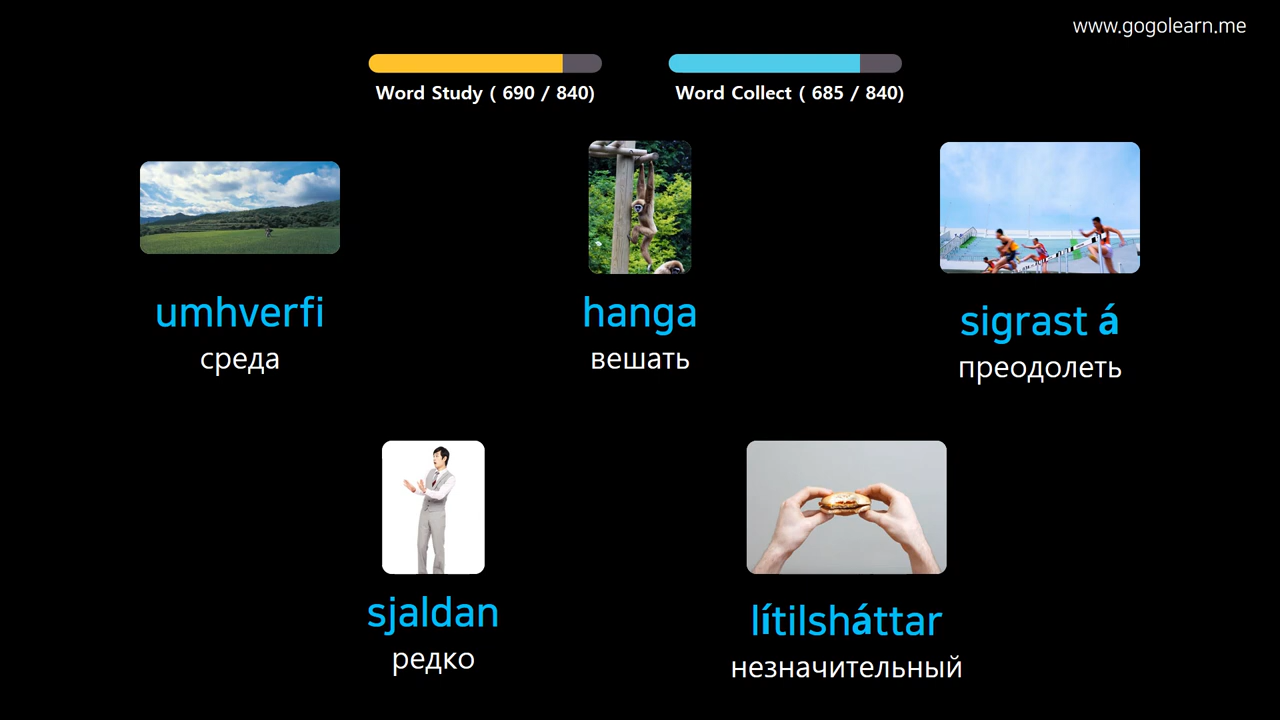 www.gogolearn.me
Word Study ( 690 / 840)
Word Collect ( 685 / 840)
umhverfi
среда
hanga
вешать
sigrast á
преодолеть
sjaldan
редко
lítilsháttar
незначительный